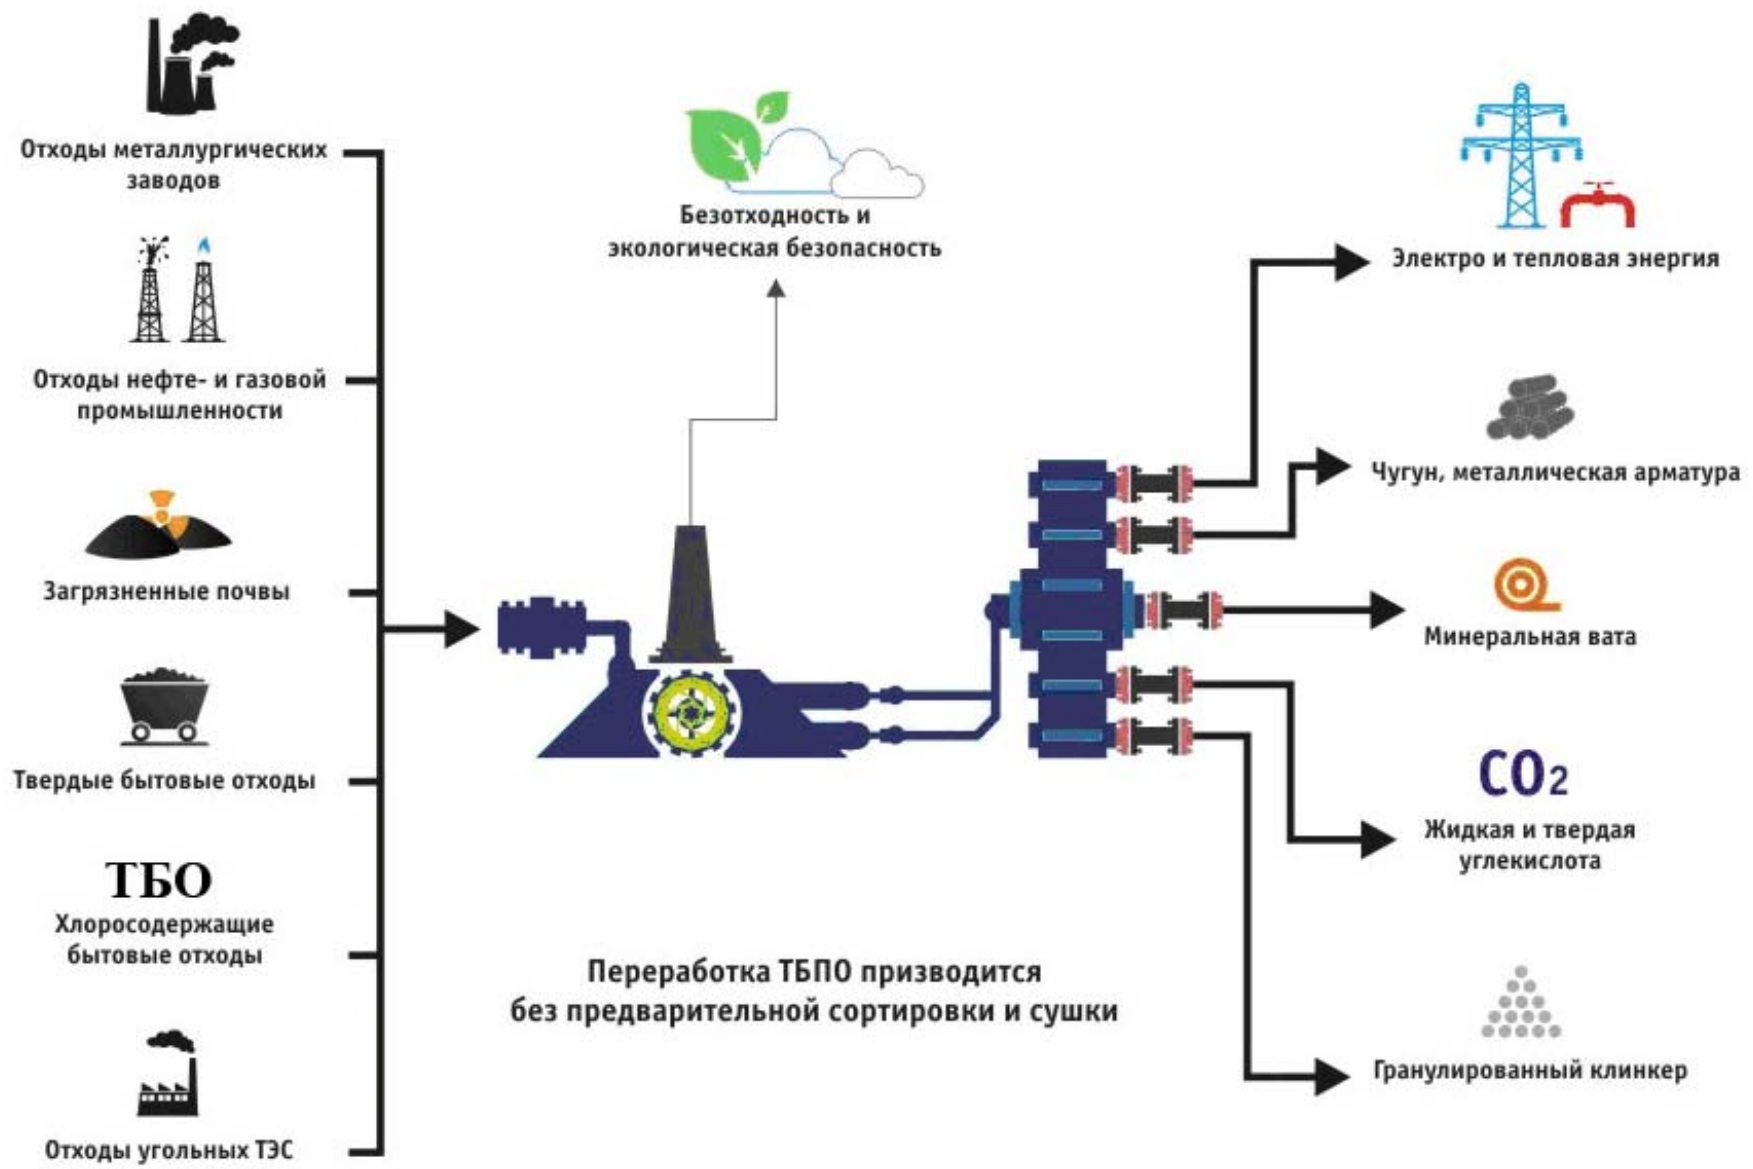 Отходы металлургических
заводов
Отходы нефте- и газовой
промышленности
Загрязненные почвы
Твердые бытовые отходы
ТБО
Хлоросодержащие
бытовые отходы
Отходы угольных ТЭС
Безотходность и
экологическая безопасность
Переработка ТБПО призводится
без предварительной сортировки и сушки
Электро и тепловая энергия
Чугун, металлическая арматура
Минеральная вата
CO2
Жидкая и твердая
углекислота
Гранулированный клинкер